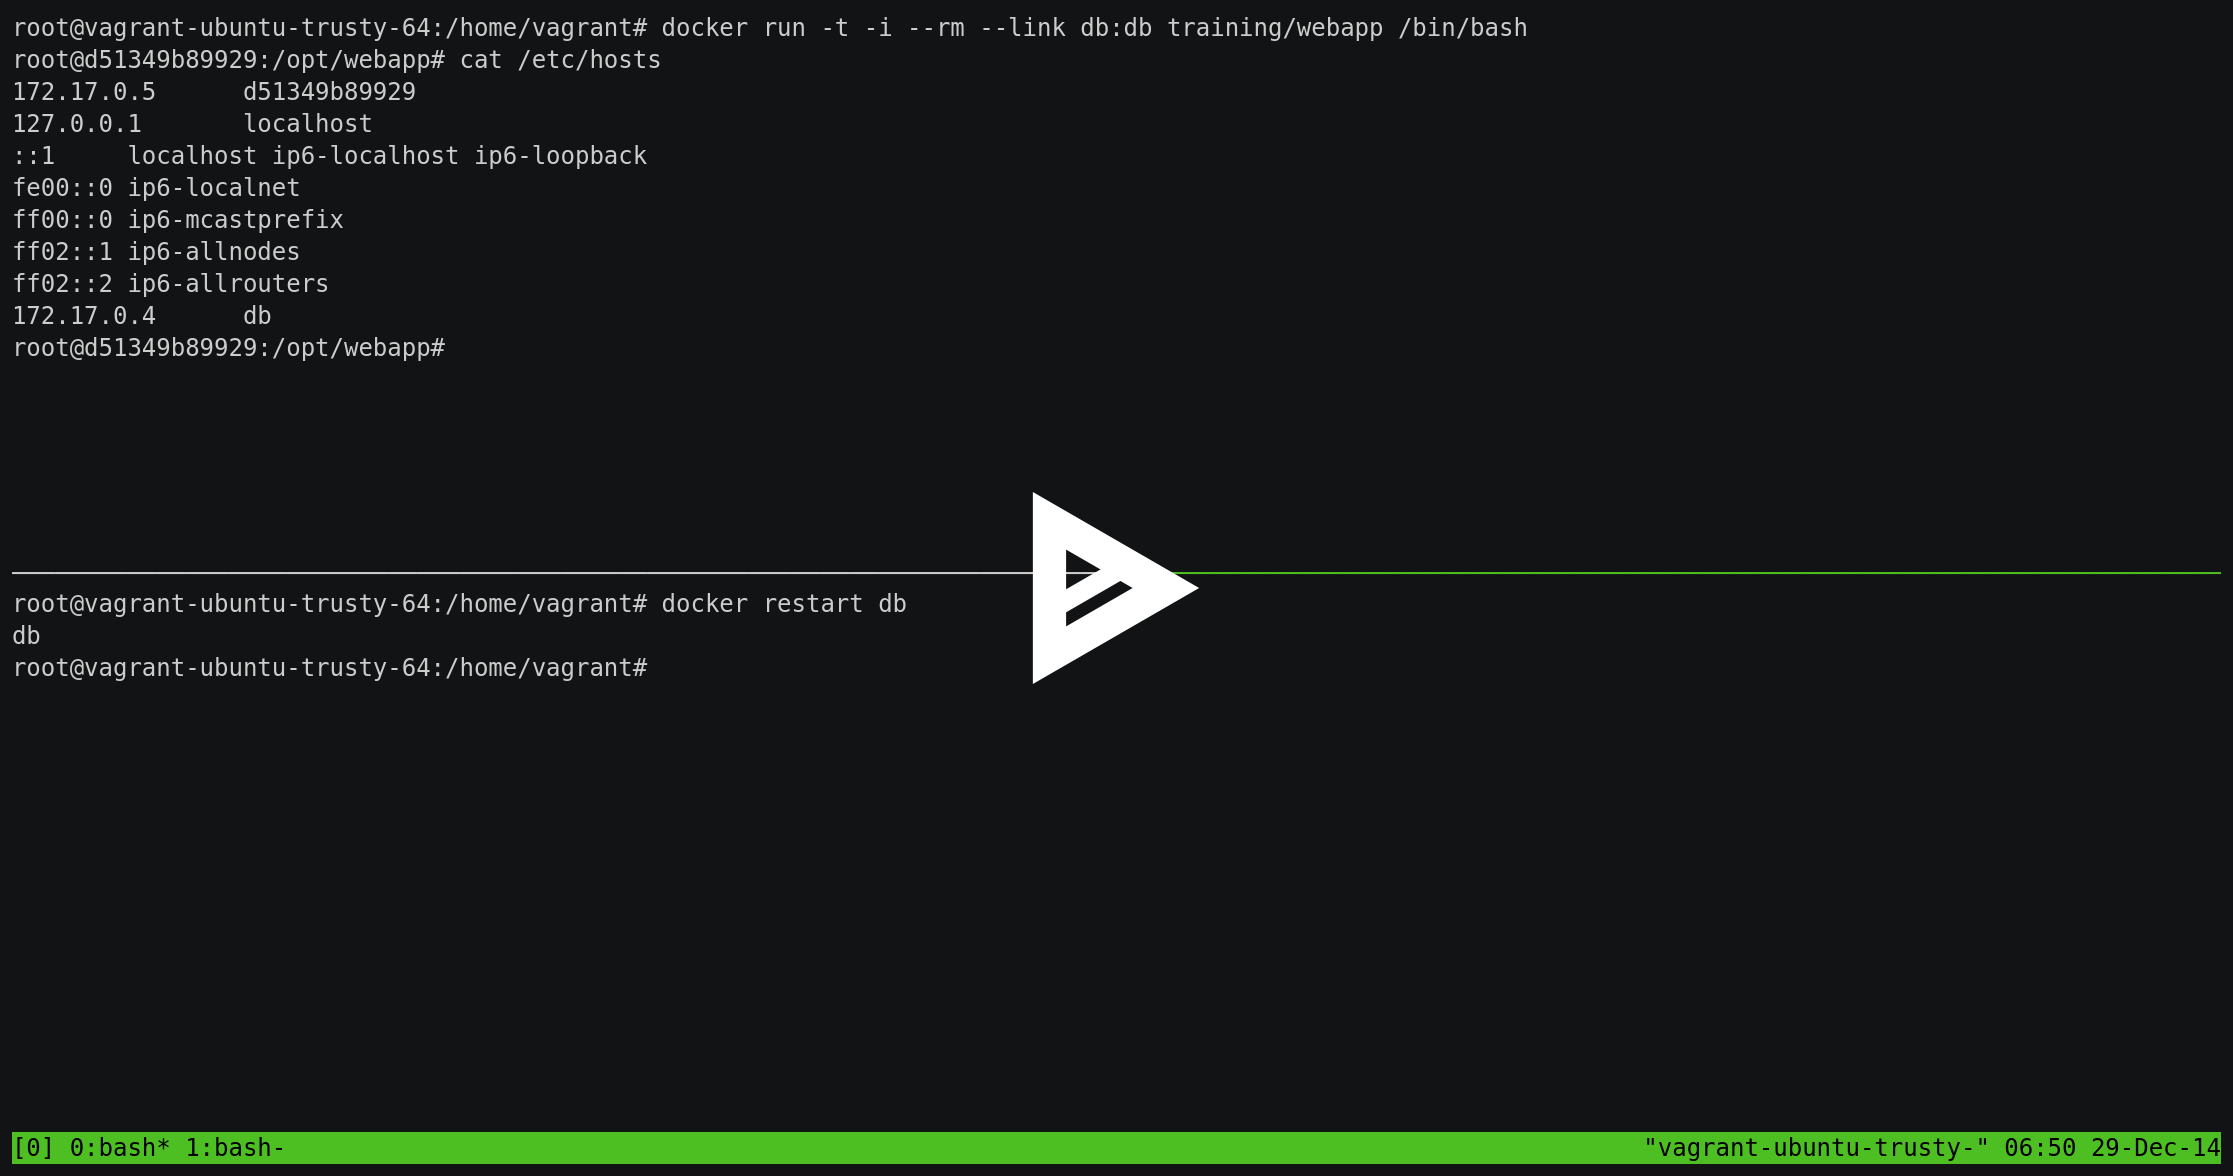 root@vagrant-ubuntu-trusty-64:/home/vagrant# docker run -t -i --rm --link db:db training/webapp /bin/bash
root@d51349b89929:/opt/webapp# cat /etc/hosts
172.17.0.5      d51349b89929
127.0.0.1       localhost
::1     localhost ip6-localhost ip6-loopback
fe00::0 ip6-localnet
ff00::0 ip6-mcastprefix
ff02::1 ip6-allnodes
ff02::2 ip6-allrouters
172.17.0.4      db
root@d51349b89929:/opt/webapp#
root@vagrant-ubuntu-trusty-64:/home/vagrant# docker restart db
db
root@vagrant-ubuntu-trusty-64:/home/vagrant#
[0] 0:bash* 1:bash- "vagrant-ubuntu-trusty-" 06:50 29-Dec-14